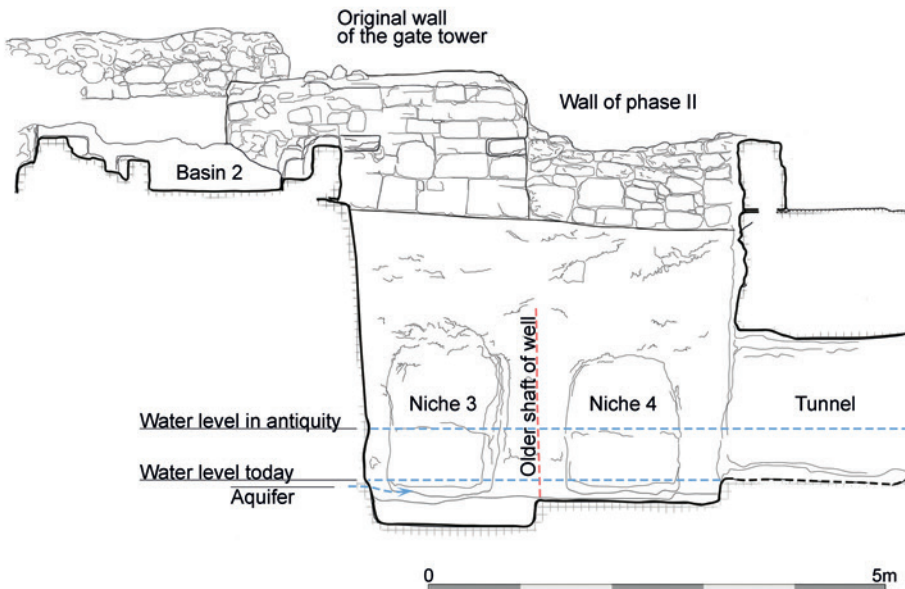 Original wall
of the gate tower
Wall of phase II
Basin 2
Older shaft of well
Niche 3
Niche 4
Tunnel
Water level in antiquity
Water level today
Aquifer
0
5m